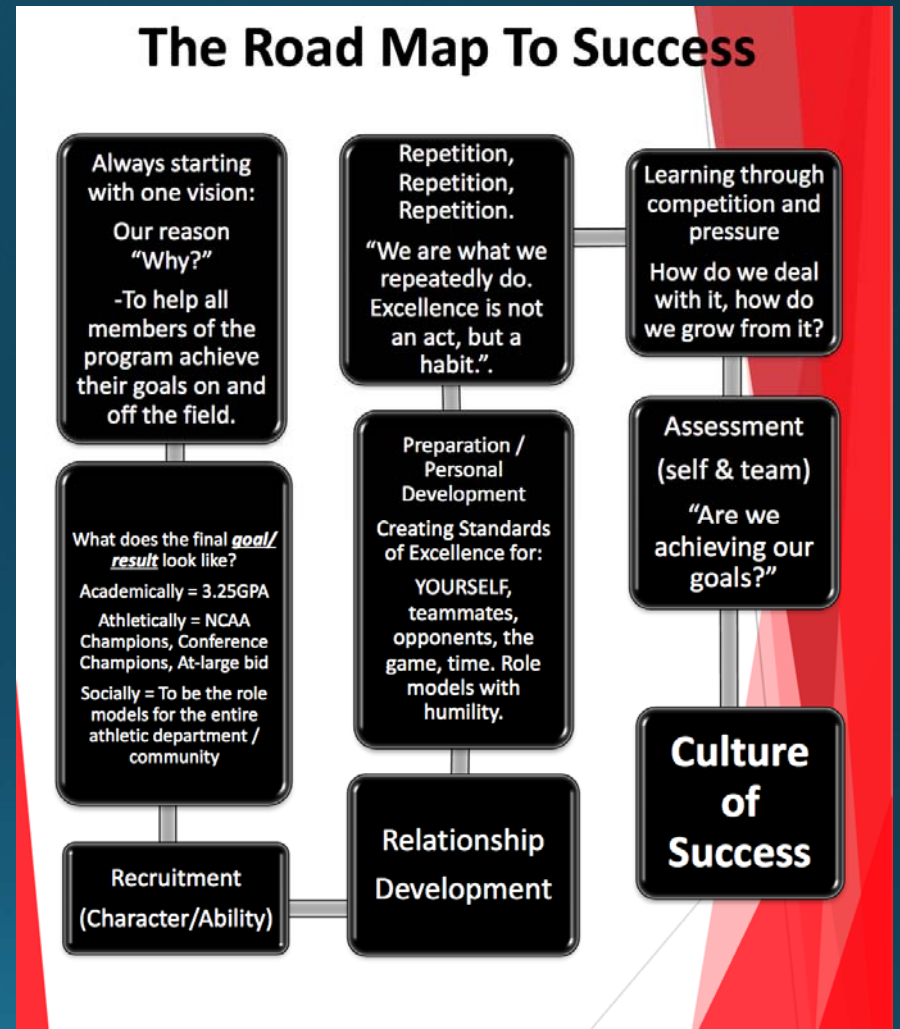 The Road Map To Success
Always starting
with one vision:
Our reason
“Why?”
-To help all
members of the
program achieve
their goals on and
off the field.
What does the final goal/
result look like?
Academically = 3.25GPA
Athletically = NCAA
Champions, Conference
Champions, At-large bid
Socially = To be the role
models for the entire
athletic department /
community
Recruitment
(Character/Ability)
Relationship
Development
Preparation /
Personal
Development
Creating Standards
of Excellence for:
YOURSELF,
teammates,
opponents, the
game, time. Role
models with
humility.
Repetition,
Repetition,
Repetition.
“We are what we
repeatedly do.
Excellence is not
an act, but a
habit.”.
Learning through
competition and
pressure
How do we deal
with it, how do
we grow from it?
Assessment
(self & team)
“Are we
achieving our
goals?”
Culture
of
Success